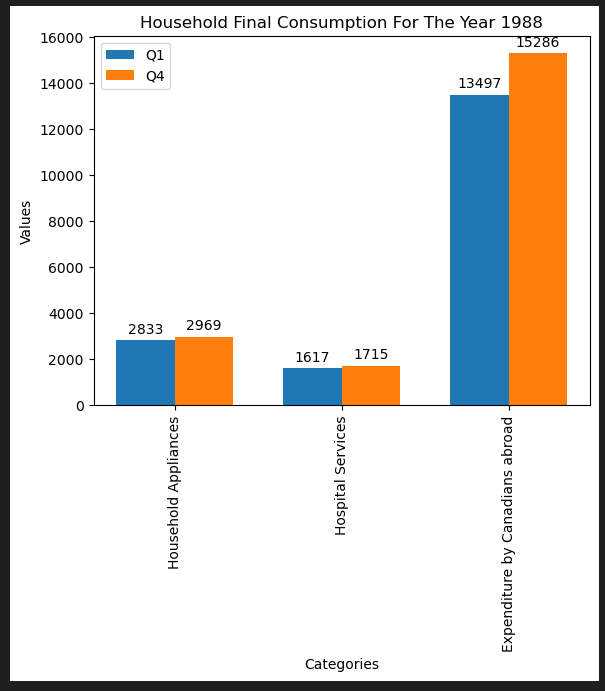 Household Final Consumption For The Year 1988
16000
14000
12000
10000
8000
6000
4000
2000
0
Values
Q1
Q4
2833
2969
1617
1715
13497
15286
Household Appliances
Hospital Services
Expenditure by Canadians abroad
Categories